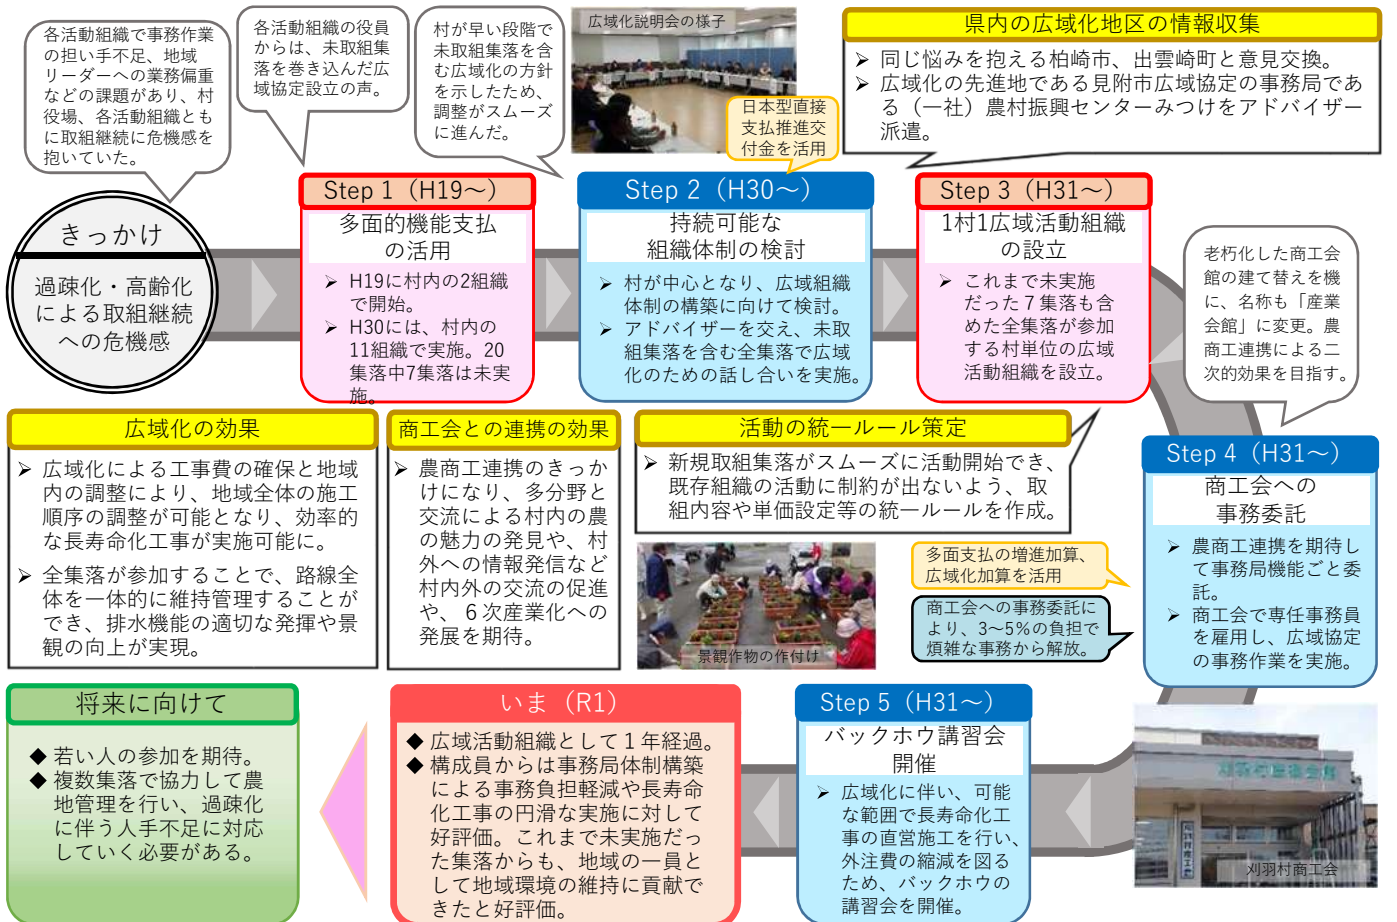 各活動組織で事務作業
の担い手不足、地域
リーダーへの業務偏重
などの課題があり、村
役場、各活動組織とも
に取組継続に危機感を
抱いていた。
各活動組織の役員
からは、未取組集
落を巻き込んだ広
域協定設立の声。
村が早い段階で
未取組集落を含
む広域化の方針
を示したため、
調整がスムーズ
に進んだ。
広域化説明会の様子
日本型直接
支払推進交
付金を活用
県内の広域化地区の情報収集
➢ 同じ悩みを抱える柏崎市、出雲崎町と意見交換。
➢ 広域化の先進地である見附市広域協定の事務局であ
る（一社）農村振興センターみつけをアドバイザー
派遣。
きっかけ
過疎化・高齢化
による取組継続
への危機感
Step 1（H19～）
多面的機能支払
の活用
➢ H19に村内の2組織
で開始。
➢ H30には、村内の
11組織で実施。20
集落中7集落は未実
施。
Step 2（H30～）
持続可能な
組織体制の検討
➢ 村が中心となり、広域組織
体制の構築に向けて検討。
➢ アドバイザーを交え、未取
組集落を含む全集落で広域
化のための話し合いを実施。
Step 3（H31～）
1村1広域活動組織
の設立
➢ これまで未実施
だった７集落も含
めた全集落が参加
する村単位の広域
活動組織を設立。
老朽化した商工会
館の建て替えを機
に、名称も「産業
会館」に変更。農
商工連携による二
次的効果を目指す。
広域化の効果
➢ 広域化による工事費の確保と地域
内の調整により、地域全体の施工
順序の調整が可能となり、効率的
な長寿命化工事が実施可能に。
➢ 全集落が参加することで、路線全
体を一体的に維持管理することが
でき、排水機能の適切な発揮や景
観の向上が実現。
商工会との連携の効果
➢ 農商工連携のきっか
けになり、多分野と
交流による村内の農
の魅力の発見や、村
外への情報発信など
村内外の交流の促進
や、６次産業化への
発展を期待。
活動の統一ルール策定
➢ 新規取組集落がスムーズに活動開始でき、
既存組織の活動に制約が出ないよう、取
組内容や単価設定等の統一ルールを作成。
景観作物の作付け
多面支払の増進加算、
広域化加算を活用
商工会への事務委託に
より、3～5%の負担で
煩雑な事務から解放。
Step 4（H31～）
商工会への
事務委託
➢ 農商工連携を期待し
て事務局機能ごと委
託。
➢ 商工会で専任事務員
を雇用し、広域協定
の事務作業を実施。
将来に向けて
◆ 若い人の参加を期待。
◆ 複数集落で協力して農
地管理を行い、過疎化
に伴う人手不足に対応
していく必要がある。
いま（R1）
◆ 広域活動組織として１年経過。
◆ 構成員からは事務局体制構築
による事務負担軽減や長寿命
化工事の円滑な実施に対して
好評価。これまで未実施だっ
た集落からも、地域の一員と
して地域環境の維持に貢献で
きたと好評価。
Step 5（H31～）
バックホウ講習会
開催
➢ 広域化に伴い、可能
な範囲で長寿命化工
事の直営施工を行い、
外注費の縮減を図る
ため、バックホウの
講習会を開催。
刈羽村産業会館
刈羽村商工会